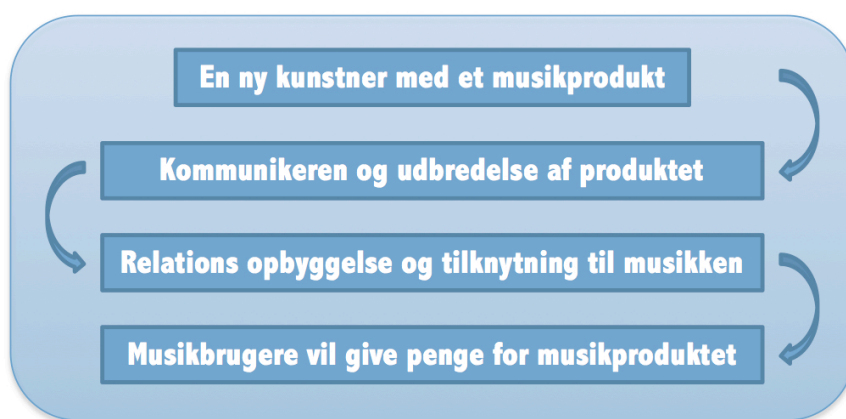 En ny kunstner med et musikprodukt
Kommunikeren og udbredelse af produktet
Relations opbyggelse og tilknytning til musikken
Musikbrugere vil give penge for musikproduktet